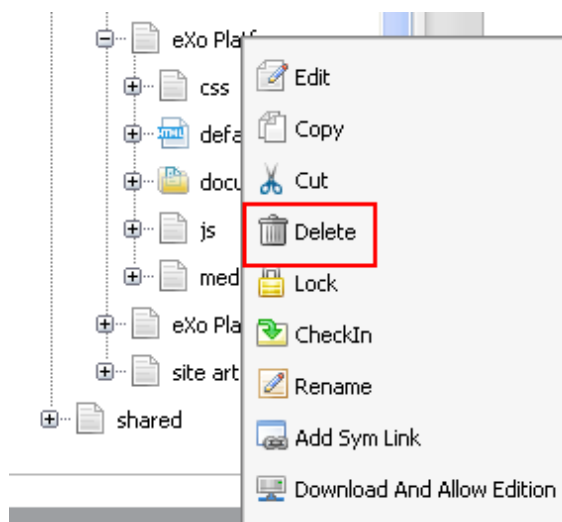 eXo Platf
css
defa
docu
js
med
eXo Pla
site art
shared
Edit
Copy
Cut
Delete
Lock
CheckIn
Rename
Add Sym Link
Download And Allow Edition